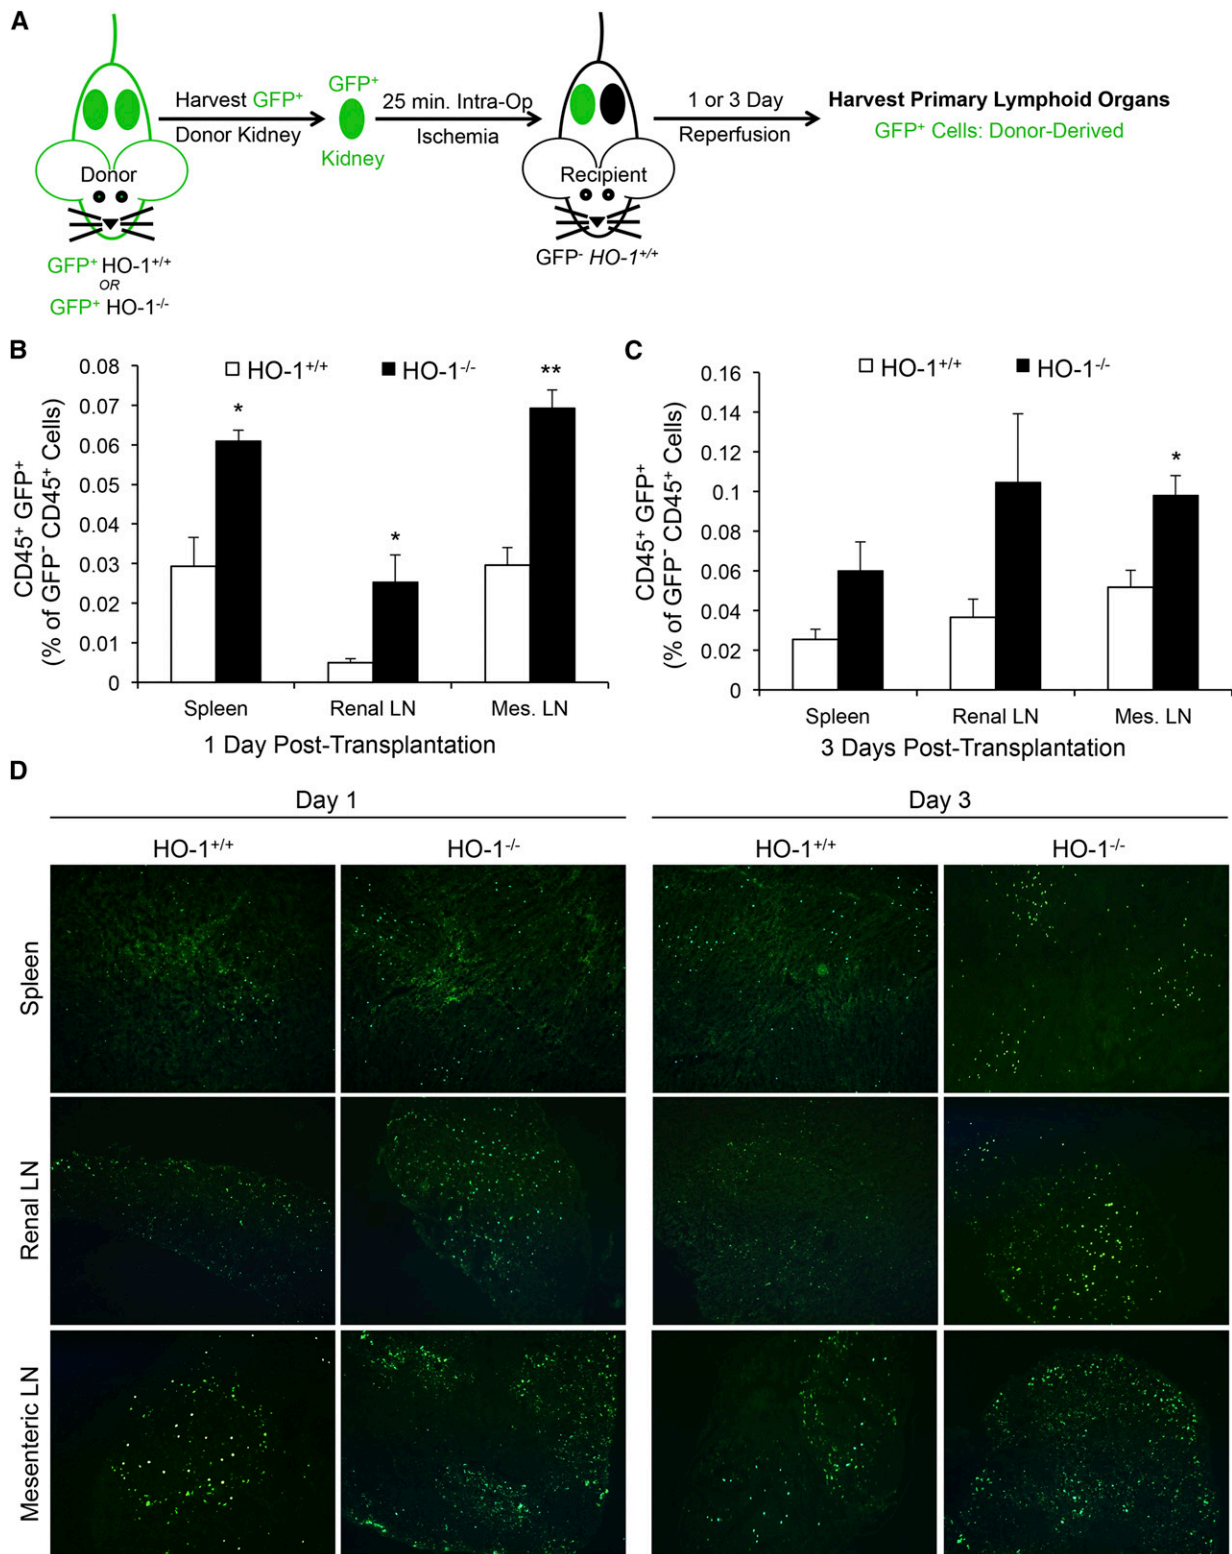 A
Harvest GFP⁺
Donor Kidney
GFP⁺
Kidney
25 min. Intra-Op
Ischemia
1 or 3 Day
Reperfusion
Harvest Primary Lymphoid Organs
GFP⁺ Cells: Donor-Derived
Donor
Recipient
GFP⁺ HO-1⁺/⁺
OR
GFP⁺ HO-1⁻/⁻
GFP⁻ HO-1⁺/⁺
B
CD45⁺ GFP⁺
(% of GFP⁻ CD45⁺ Cells)
HO-1⁺/⁺
HO-1⁻/⁻
0.08
0.07
0.06
0.05
0.04
0.03
0.02
0.01
0
*
*
**
Spleen
Renal LN
Mes. LN
1 Day Post-Transplantation
C
CD45⁺ GFP⁺
(% of GFP⁻ CD45⁺ Cells)
HO-1⁺/⁺
HO-1⁻/⁻
0.16
0.14
0.12
0.1
0.08
0.06
0.04
0.02
0
*
Spleen
Renal LN
Mes. LN
3 Days Post-Transplantation
D
Day 1
Day 3
HO-1⁺/⁺
HO-1⁻/⁻
HO-1⁺/⁺
HO-1⁻/⁻
Spleen
Renal LN
Mesenteric LN